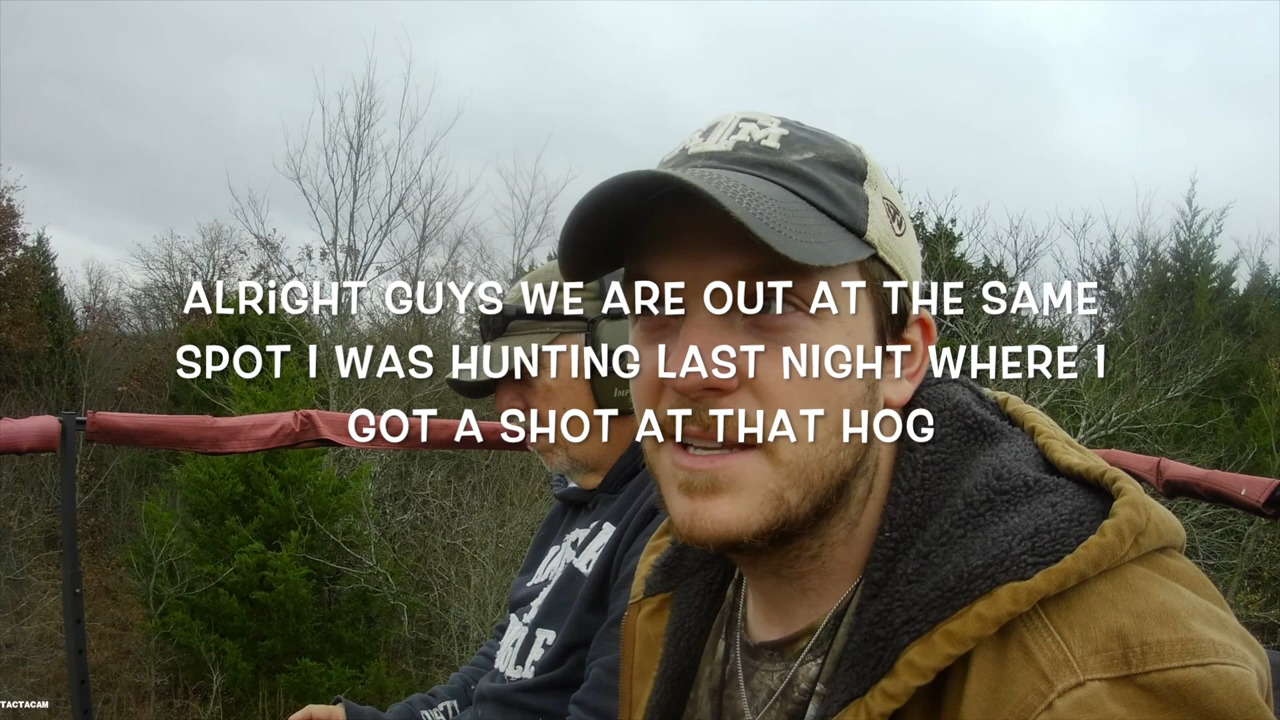 ATM
ALRIGHT GUYS WE ARE OUT AT THE SAME
SPOT I WAS HUNTING LAST NIGHT WHERE I
GOT A SHOT AT THAT HOG
TACTACAM